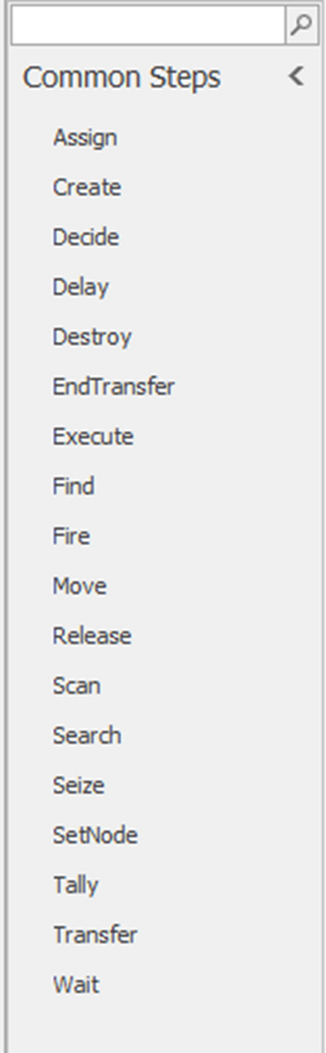 Common Steps
Assign
Create
Decide
Delay
Destroy
EndTransfer
Execute
Find
Fire
Move
Release
Scan
Search
Seize
SetNode
Tally
Transfer
Wait